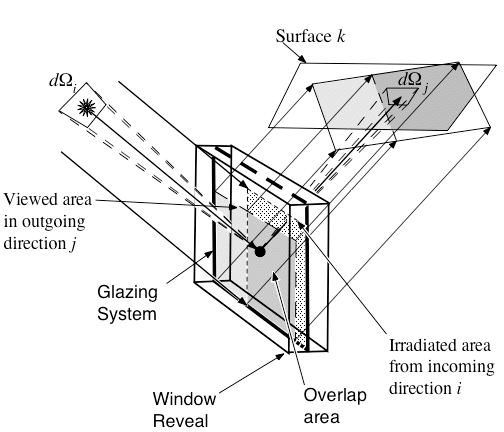 Surface k
dΩi
dΩj
Viewed area
in outgoing
direction j
Glazing
System
Irradiated area
from incoming
direction i
Window
Reveal
Overlap
area